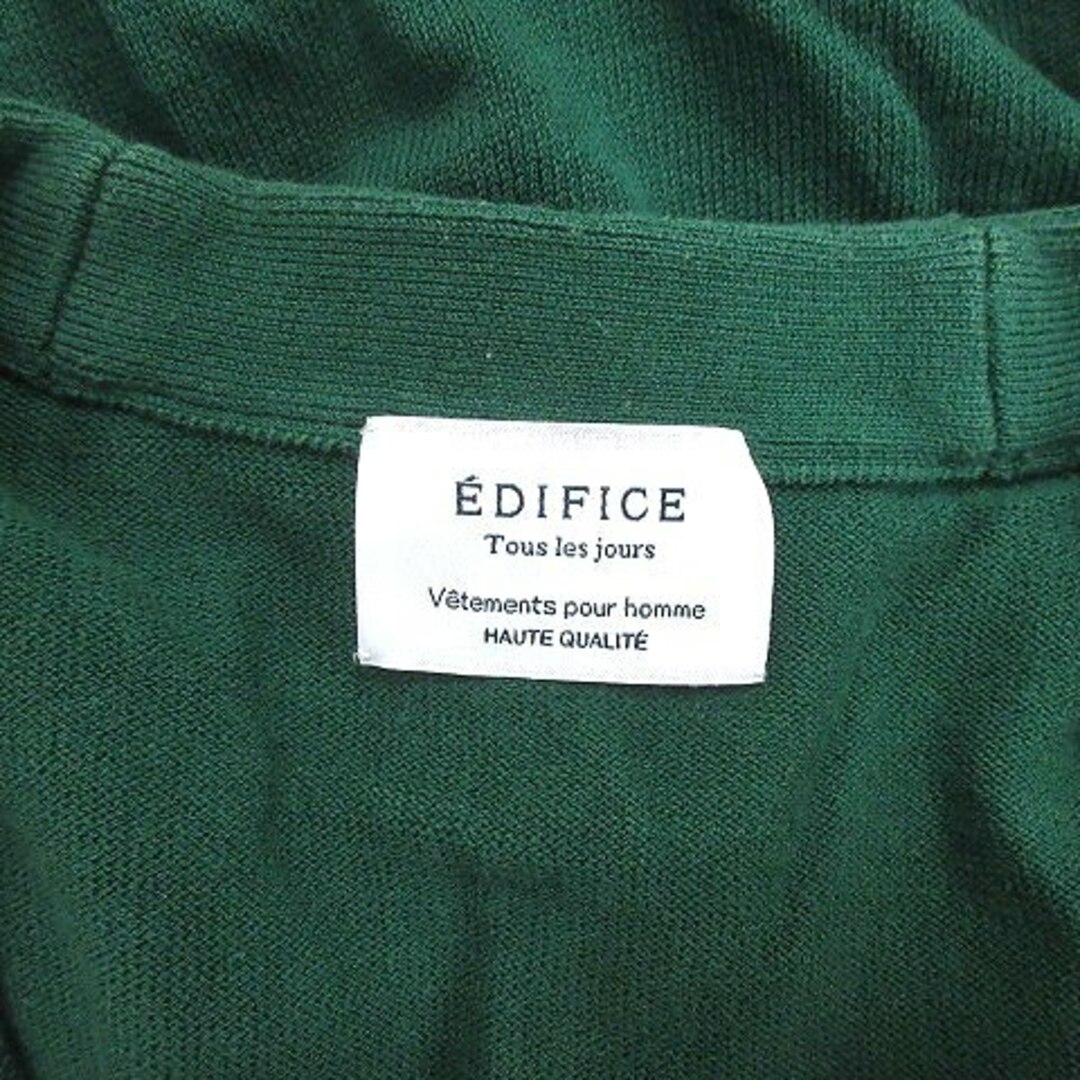 ÉDIFICE
Tous les jours
Vêtements pour homme
HAUTE QUALITÉ